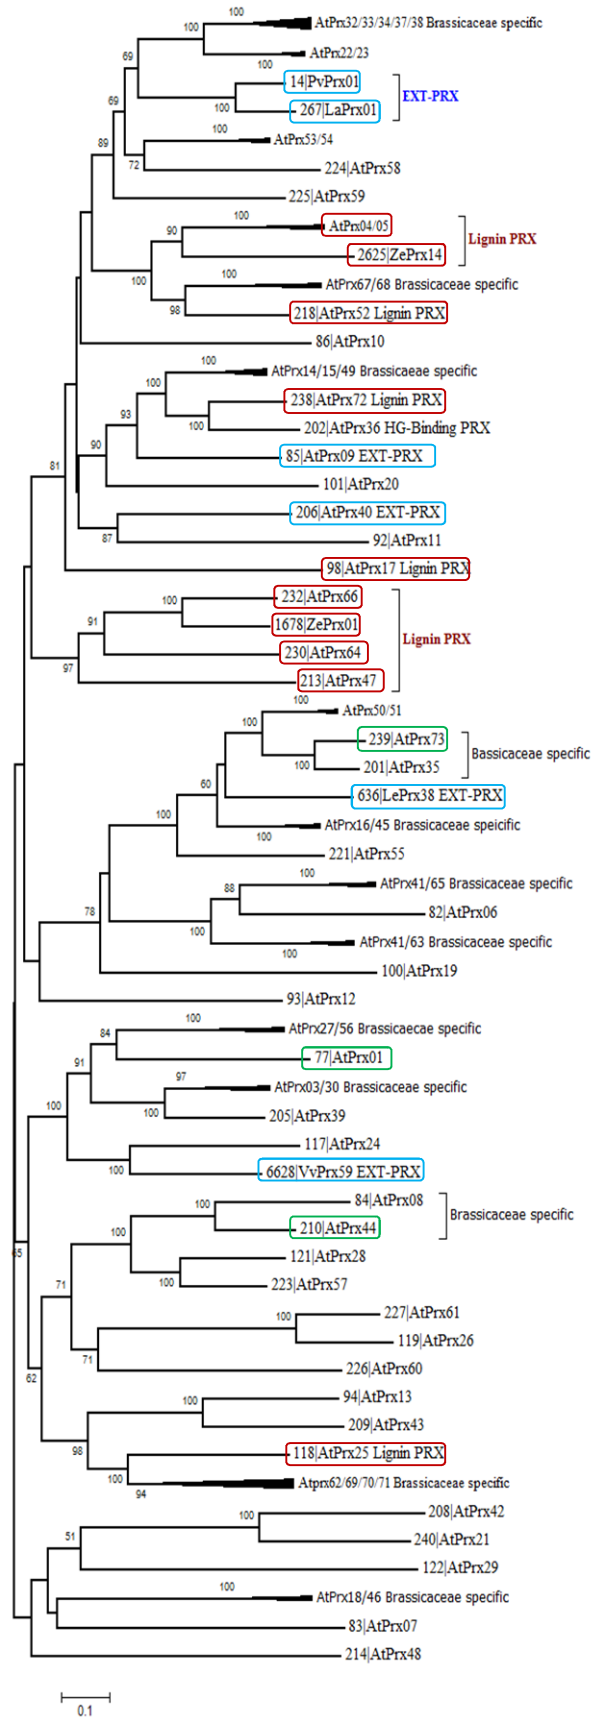 100
AtPrx32/33/34/37/38 Brassicaceae specific
100
AtPrx22/23
100
69
14|PvPrx01
EXT-PRX
100
267|LaPrx01
69
100
AtPrx53/54
89
72
224|AtPrx58
225|AtPrx59
100
AtPrx04/05
90
Lignin PRX
2625|ZePrx14
100
100
AtPrx67/68 Brassicaceae specific
98
218|AtPrx52 Lignin PRX
86|AtPrx10
100
AtPrx14/15/49 Brassicaeae specific
100
238|AtPrx72 Lignin PRX
93
100
202|AtPrx36 HG-Binding PRX
90
85|AtPrx09 EXT-PRX
81
101|AtPrx20
206|AtPrx40 EXT-PRX
87
92|AtPrx11
98|AtPrx17 Lignin PRX
100
232|AtPrx66
1678|ZePrx01
91
Lignin PRX
230|AtPrx64
97
213|AtPrx47
100
AtPrx50/51
100
239|AtPrx73
Bassicaceae specific
100
201|AtPrx35
60
636|LePrx38 EXT-PRX
100
AtPrx16/45 Brassicaceae speicific
100
221|AtPrx55
100
AtPrx41/65 Brassicaceae specific
88
82|AtPrx06
78
100
AtPrx41/63 Brassicaceae specific
100
100|AtPrx19
93|AtPrx12
100
AtPrx27/56 Brassicaecae specific
84
77|AtPrx01
91
97
AtPrx03/30 Brassicaceae specific
100
100
205|AtPrx39
117|AtPrx24
100
6628|VvPrx59 EXT-PRX
84|AtPrx08
100
Brassicaceae specific
210|AtPrx44
100
65
121|AtPrx28
100
223|AtPrx57
71
227|AtPrx61
100
119|AtPrx26
71
226|AtPrx60
62
94|AtPrx13
100
209|AtPrx43
98
118|AtPrx25 Lignin PRX
100
94
Atprx62/69/70/71 Brassicaceae specific
208|AtPrx42
100
240|AtPrx21
51
122|AtPrx29
100
AtPrx18/46 Brassicaceae specific
83|AtPrx07
214|AtPrx48
0.1